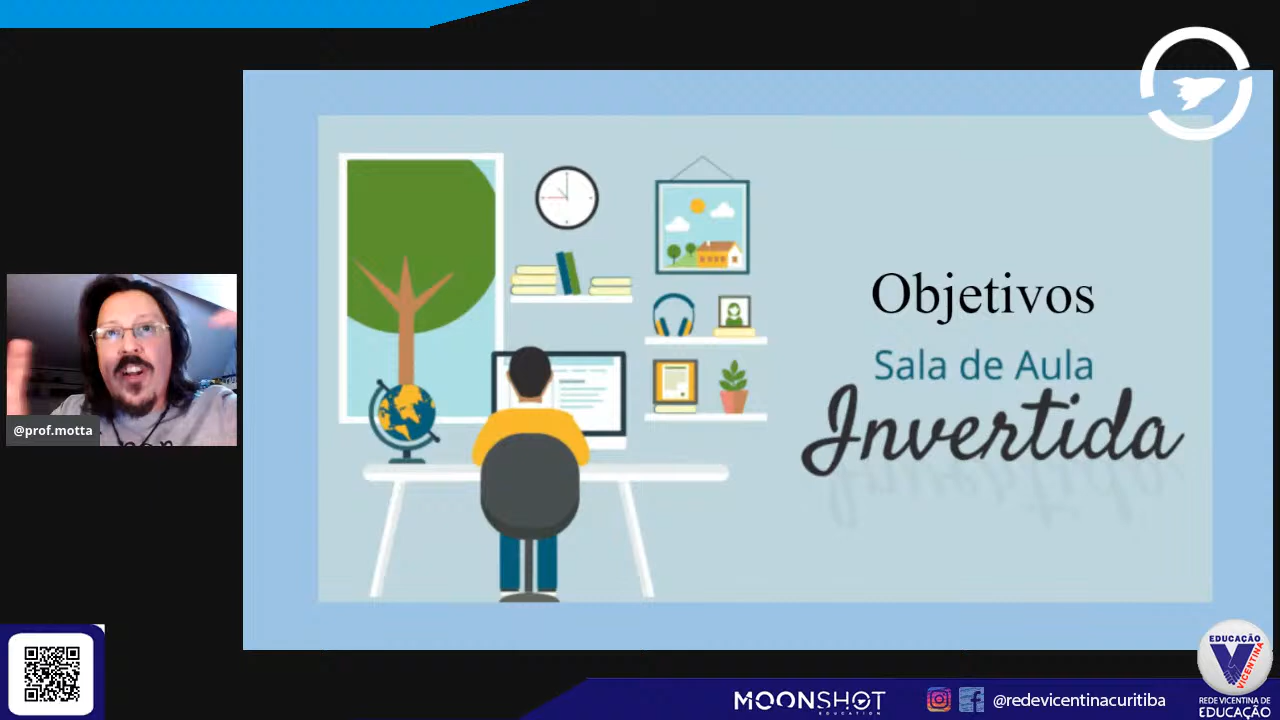 Objetivos
Sala de Aula
Invertida
@prof.motta
MOONSHOT
EDUCATION
@redevicentinacuritiba
EDUCAÇÃO
VICENTINA
REDE VICENTINA DE
EDUCAÇÃO